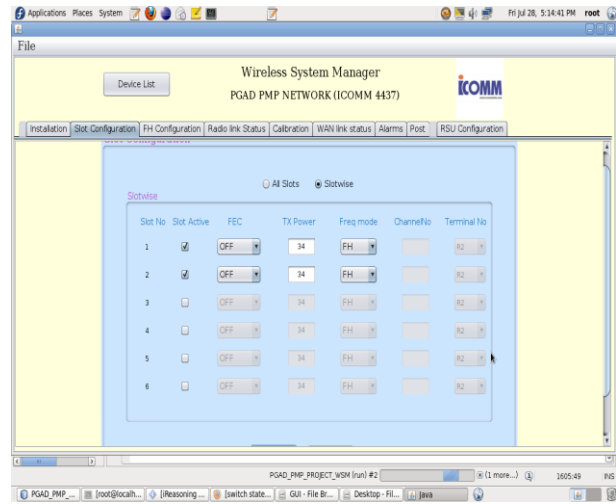 Applications Places System Fri Jul 28, 5:14:41 PM root
File
Device List
Wireless System Manager
PGAD PMP NETWORK (ICOMM 4437)
iCOMM
Installation Slot Configuration FH Configuration Radio link Status Calibration WAN link status Alarms Post RSU Configuration
Slot Configuration
All Slots Slotwise
Slotwise
Slot No Slot Active FEC TX Power Freq mode ChannelNo Terminal No
1 OFF 34 FH R2
2 OFF 34 FH R2
3 OFF 34 FH R2
4 OFF 34 FH R2
5 OFF 34 FH R2
6 OFF 34 FH R2
PGAD_PMP_PROJECT_WSM (run) #2 (1 more...) 1605:49 INS
PGAD_PMP_... [root@localh... [iReasoning ... [switch state... GUI - File Br... Desktop - Fil... Java